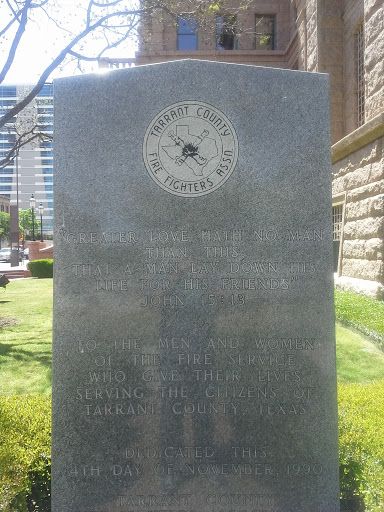 TARRANT COUNTY
FIRE FIGHTERS ASSN
GREATER LOVE HATH NO MAN
THAN THIS
THAT A MAN LAY DOWN HIS
LIFE FOR HIS FRIENDS
JOHN 15:13
TO THE MEN AND WOMEN
OF THE FIRE SERVICE
WHO GIVE THEIR LIVES
SERVING THE CITIZENS OF
TARRANT COUNTY, TEXAS
DEDICATED THIS
4TH DAY OF NOVEMBER, 1990
TARRANT COUNTY